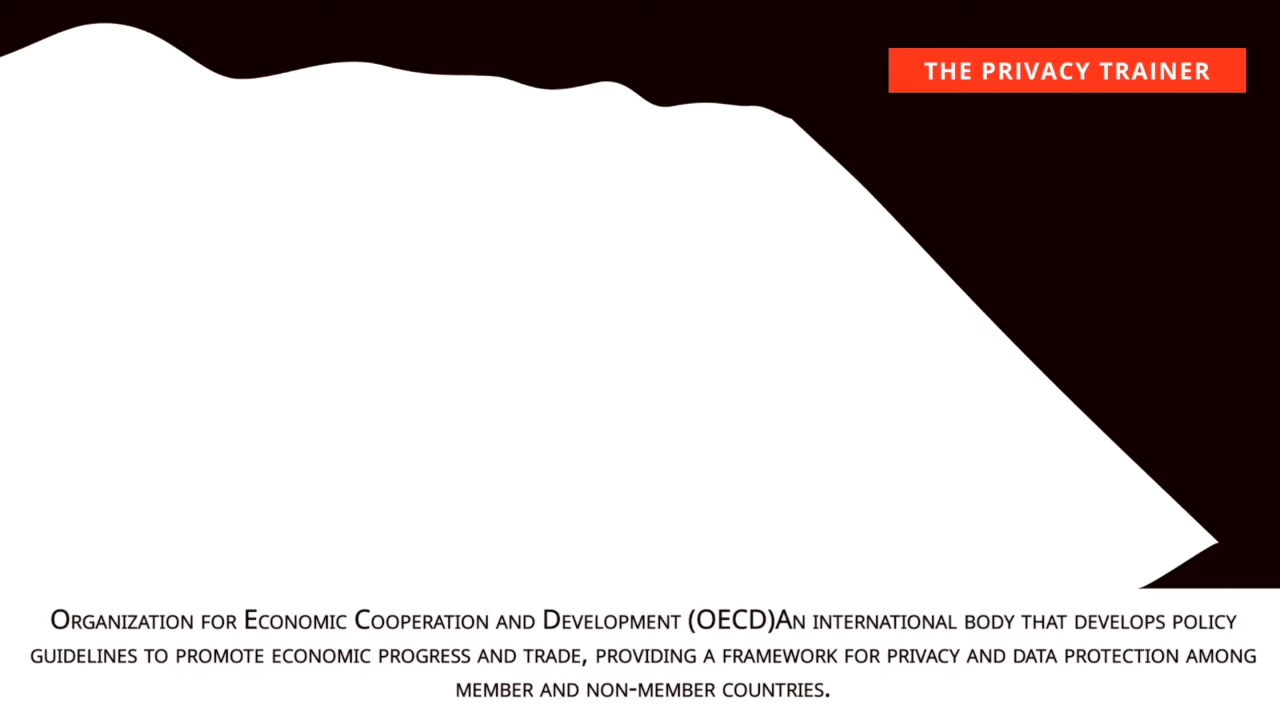 THE PRIVACY TRAINER
Organization for Economic Cooperation and Development (OECD)An international body that develops policy
guidelines to promote economic progress and trade, providing a framework for privacy and data protection among
member and non-member countries.